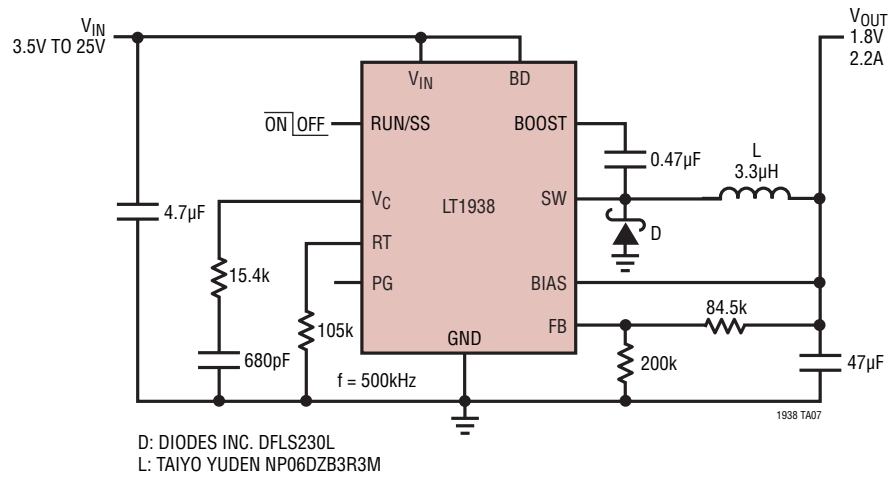 VIN
3.5V TO 25V
VOUT
1.8V
2.2A
VIN
BD
ON OFF
RUN/SS
BOOST
0.47µF
L
3.3µH
4.7µF
VC
LT1938
SW
D
RT
15.4k
PG
BIAS
84.5k
105k
FB
GND
680pF
200k
47µF
f = 500kHz
1938 TA07
D: DIODES INC. DFLS230L
L: TAIYO YUDEN NP06DZB3R3M